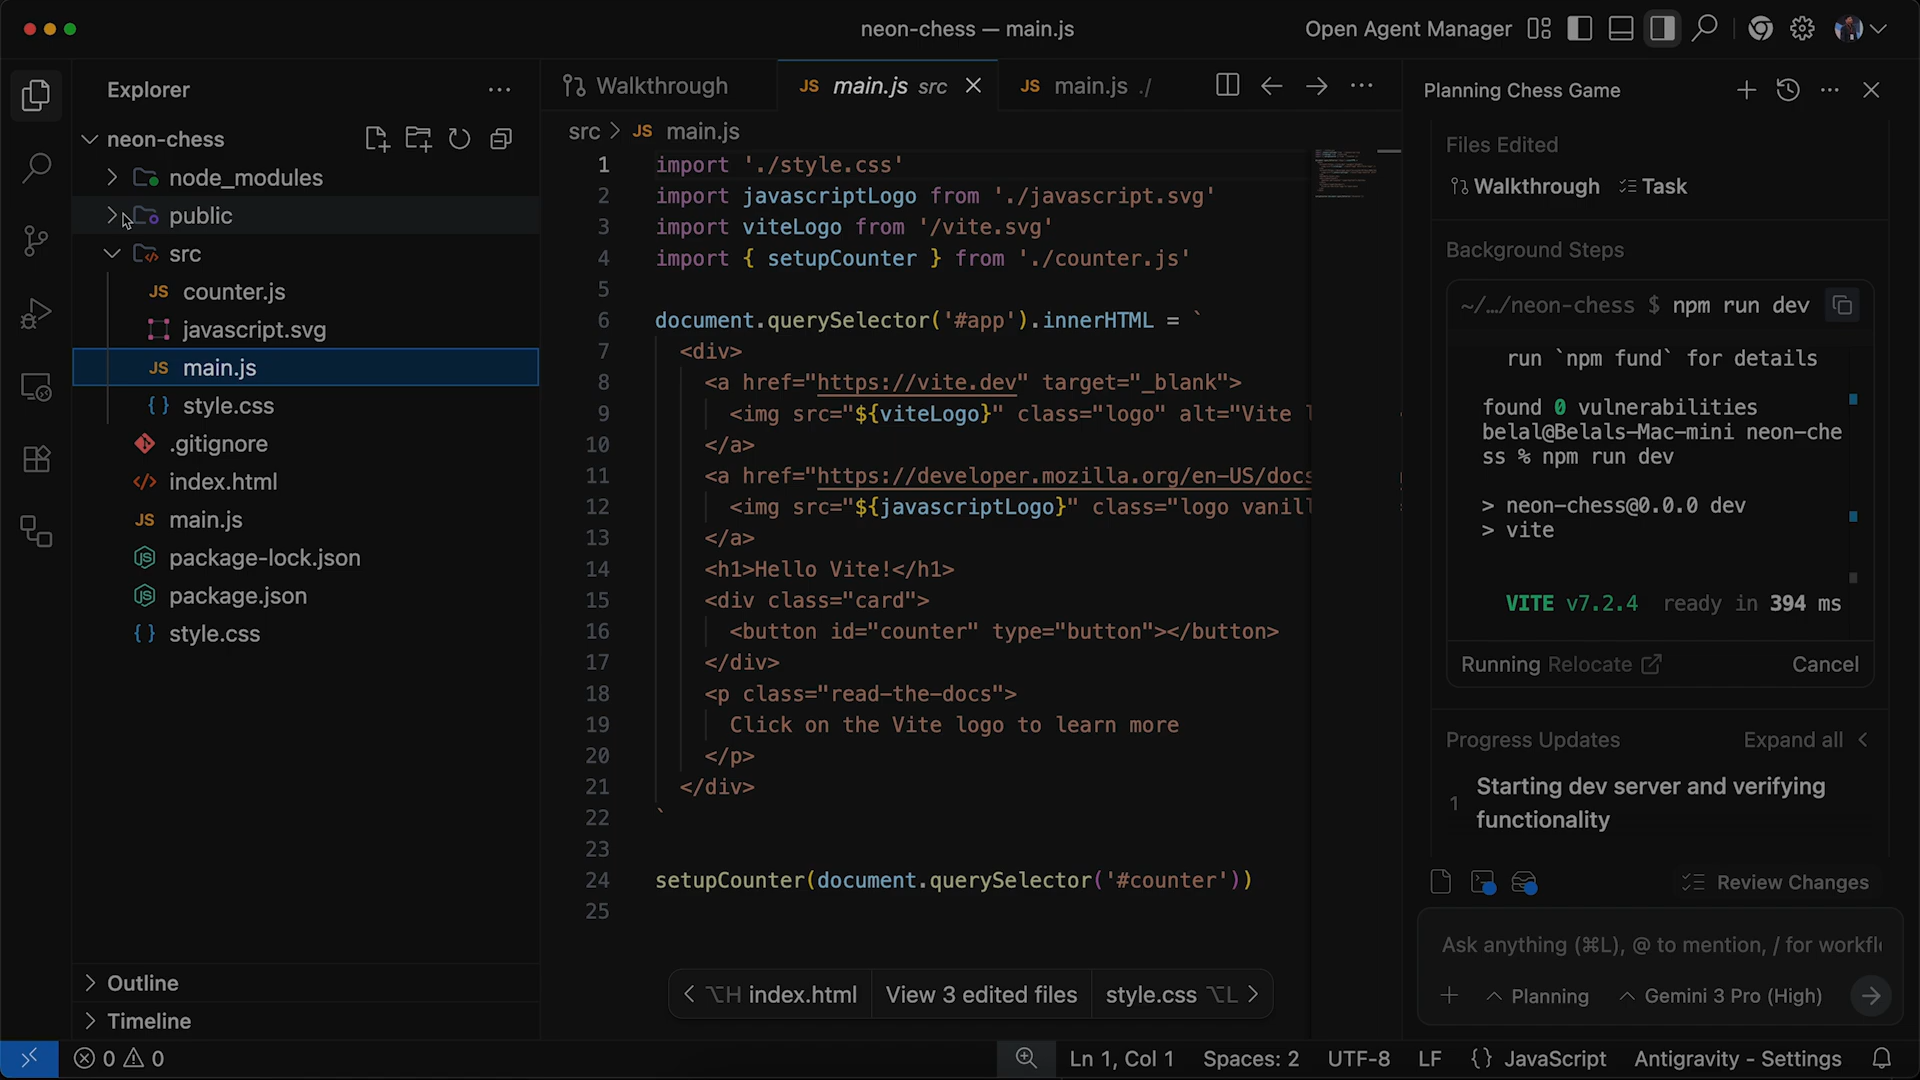 neon-chess — main.js
Open Agent Manager
Explorer
neon-chess
node_modules
public
src
JS counter.js
javascript.svg
JS main.js
{} style.css
.gitignore
</> index.html
JS main.js
package-lock.json
package.json
{} style.css
Outline
Timeline
Walkthrough
JS main.js src
JS main.js ./
src > JS main.js
1 import './style.css'
2 import javascriptLogo from './javascript.svg'
3 import viteLogo from '/vite.svg'
4 import { setupCounter } from './counter.js'
5
6 document.querySelector('#app').innerHTML = `
7 <div>
8 <a href="https://vite.dev" target="_blank">
9 <img src="${viteLogo}" class="logo" alt="Vite l
10 </a>
11 <a href="https://developer.mozilla.org/en-US/docs
12 <img src="${javascriptLogo}" class="logo vanill
13 </a>
14 <h1>Hello Vite!</h1>
15 <div class="card">
16 <button id="counter" type="button"></button>
17 </div>
18 <p class="read-the-docs">
19 Click on the Vite logo to learn more
20 </p>
21 </div>
22 `
23
24 setupCounter(document.querySelector('#counter'))
25
< ⌥H index.html View 3 edited files style.css ⌥L >
Planning Chess Game
Files Edited
Walkthrough Task
Background Steps
~/…/neon-chess $ npm run dev
run `npm fund` for details
found 0 vulnerabilities
belal@Belals-Mac-mini neon-che
ss % npm run dev
> neon-chess@0.0.0 dev
> vite
VITE v7.2.4 ready in 394 ms
Running Relocate Cancel
Progress Updates Expand all
1 Starting dev server and verifying
functionality
Review Changes
Ask anything (⌘L), @ to mention, / for workfl
Planning Gemini 3 Pro (High)
0 0
Ln 1, Col 1 Spaces: 2 UTF-8 LF {} JavaScript Antigravity - Settings